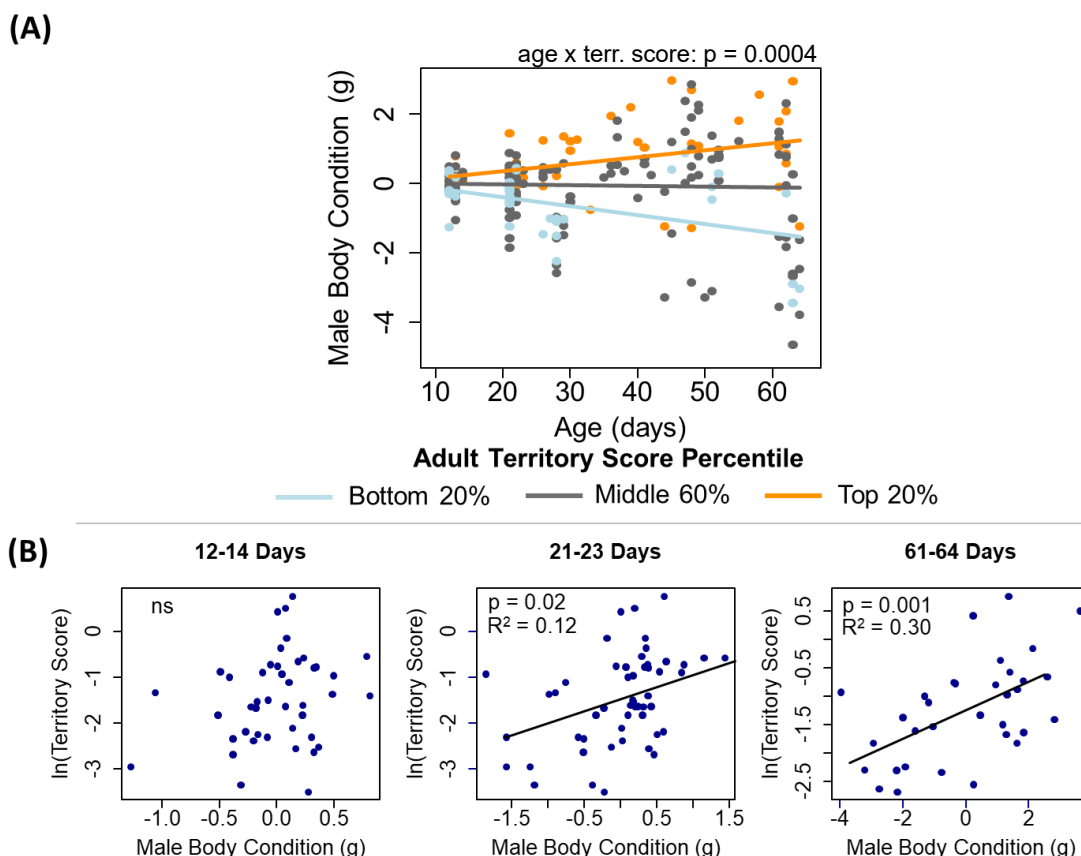 (A)
age x terr. score: p = 0.0004
Male Body Condition (g)
2
0
-2
-4
10 20 30 40 50 60
Age (days)
Adult Territory Score Percentile
Bottom 20% Middle 60% Top 20%
(B)
12-14 Days
ns
ln(Territory Score)
0
-1
-2
-3
-1.0 -0.5 0.0 0.5
Male Body Condition (g)
21-23 Days
p = 0.02
R² = 0.12
ln(Territory Score)
0
-1
-2
-3
-1.5 -0.5 0.5 1.5
Male Body Condition (g)
61-64 Days
p = 0.001
R² = 0.30
ln(Territory Score)
0.5
-0.5
-1.5
-2.5
-4 -2 0 2
Male Body Condition (g)